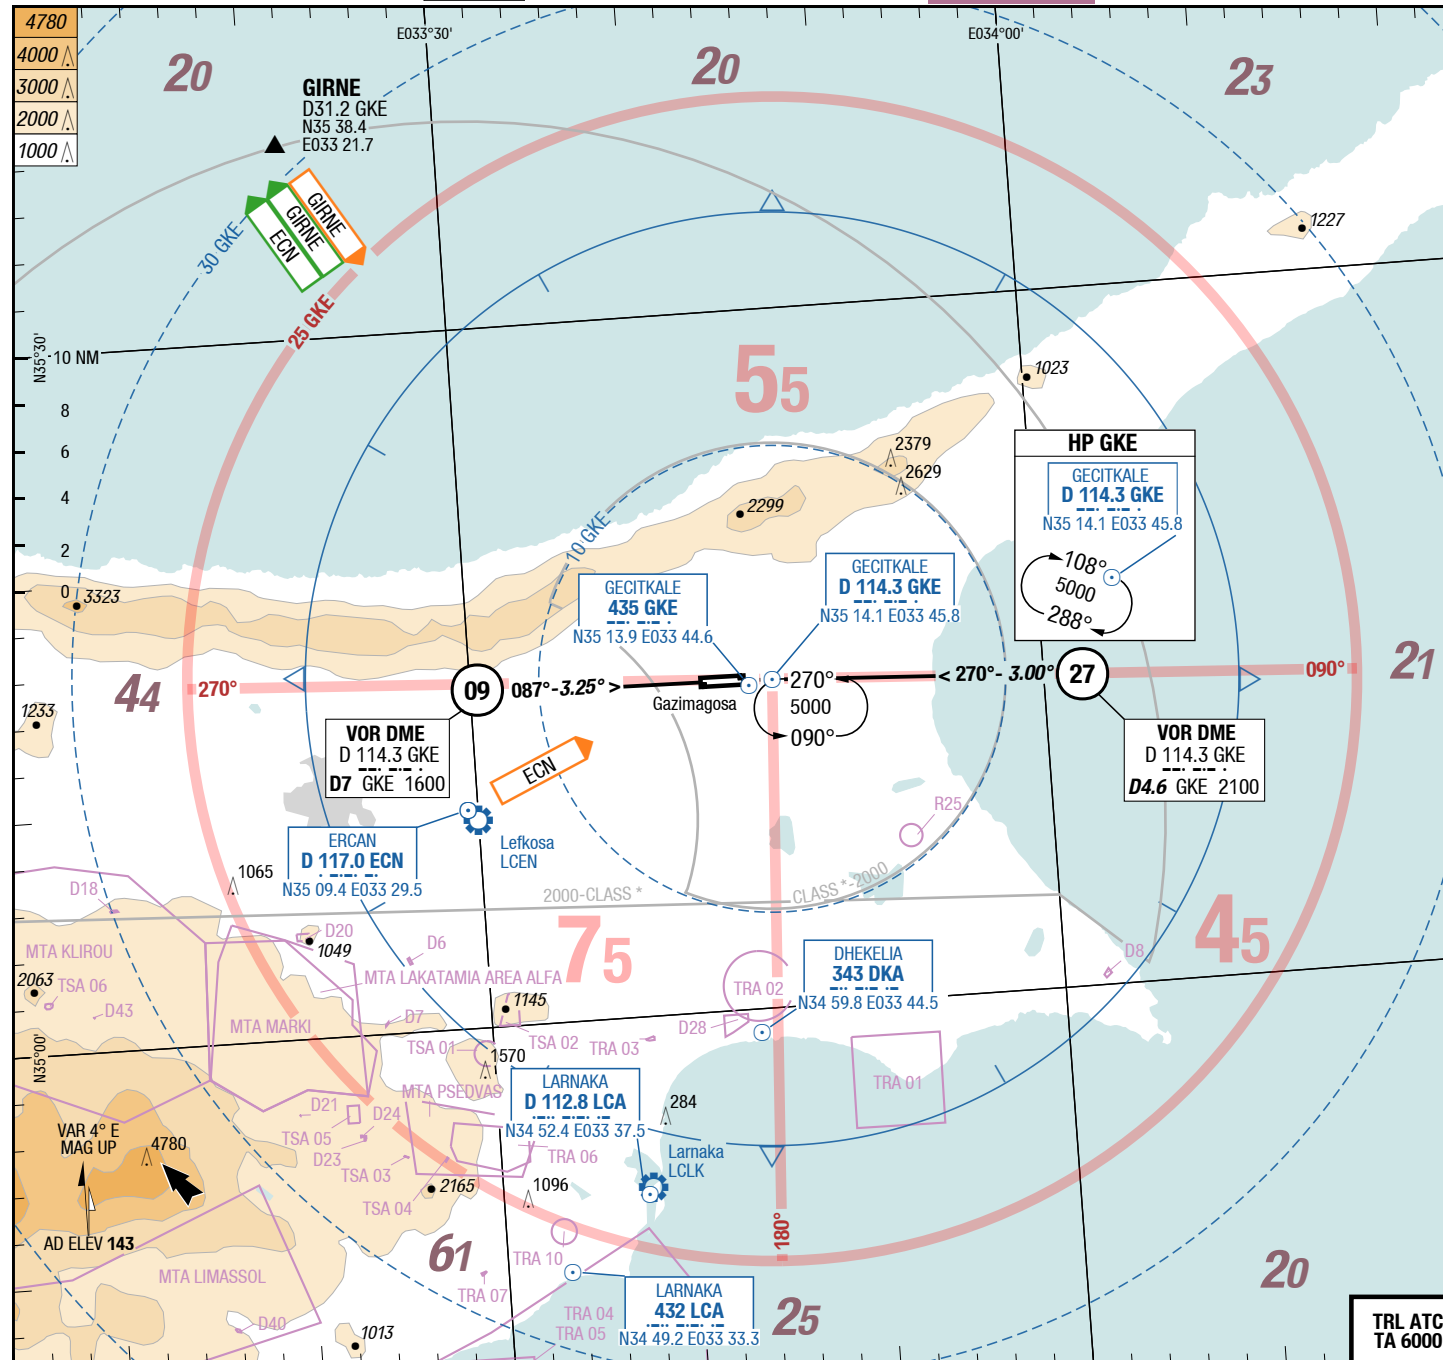 4780
4000
3000
2000
1000
20
20
23
E033°30'
E034°00'
GIRNE
D31.2 GKE
N35 38.4
E033 21.7
GIRNE
GIRNE
ECN
30 GKE
25 GKE
1227
N35°30'
10 NM
8
6
4
2
0
55
1023
2379
2629
2299
10 GKE
HP GKE
GECITKALE
D 114.3 GKE
N35 14.1 E033 45.8
108°
5000
288°
3323
GECITKALE
435 GKE
N35 13.9 E033 44.6
GECITKALE
D 114.3 GKE
N35 14.1 E033 45.8
44
270°
09
087°-3.25° >
Gazimagosa
270°
5000
090°
< 270°- 3.00°
27
090°
21
1233
VOR DME
D 114.3 GKE
D7 GKE 1600
VOR DME
D 114.3 GKE
D4.6 GKE 2100
ECN
R25
ERCAN
D 117.0 ECN
N35 09.4 E033 29.5
Lefkosa
LCEN
1065
D18
2000-CLASS *
CLASS *-2000
D20
1049
D6
75
45
MTA KLIROU
MTA LAKATAMIA AREA ALFA
2063
TSA 06
D43
MTA MARKI
D7
1145
TSA 01
TSA 02
TRA 03
D28
TRA 02
DHEKELIA
343 DKA
N34 59.8 E033 44.5
D8
N35°00'
1570
MTA PSEDVAS
TRA 01
LARNAKA
D 112.8 LCA
N34 52.4 E033 37.5
284
D21
D24
TSA 05
D23
TSA 03
TSA 04
VAR 4° E
MAG UP
4780
AD ELEV 143
Larnaka
LCLK
TRA 06
2165
1096
180°
61
TRA 10
TRA 07
MTA LIMASSOL
D40
1013
TRA 04
TRA 05
LARNAKA
432 LCA
N34 49.2 E033 33.3
25
20
TRL ATC
TA 6000